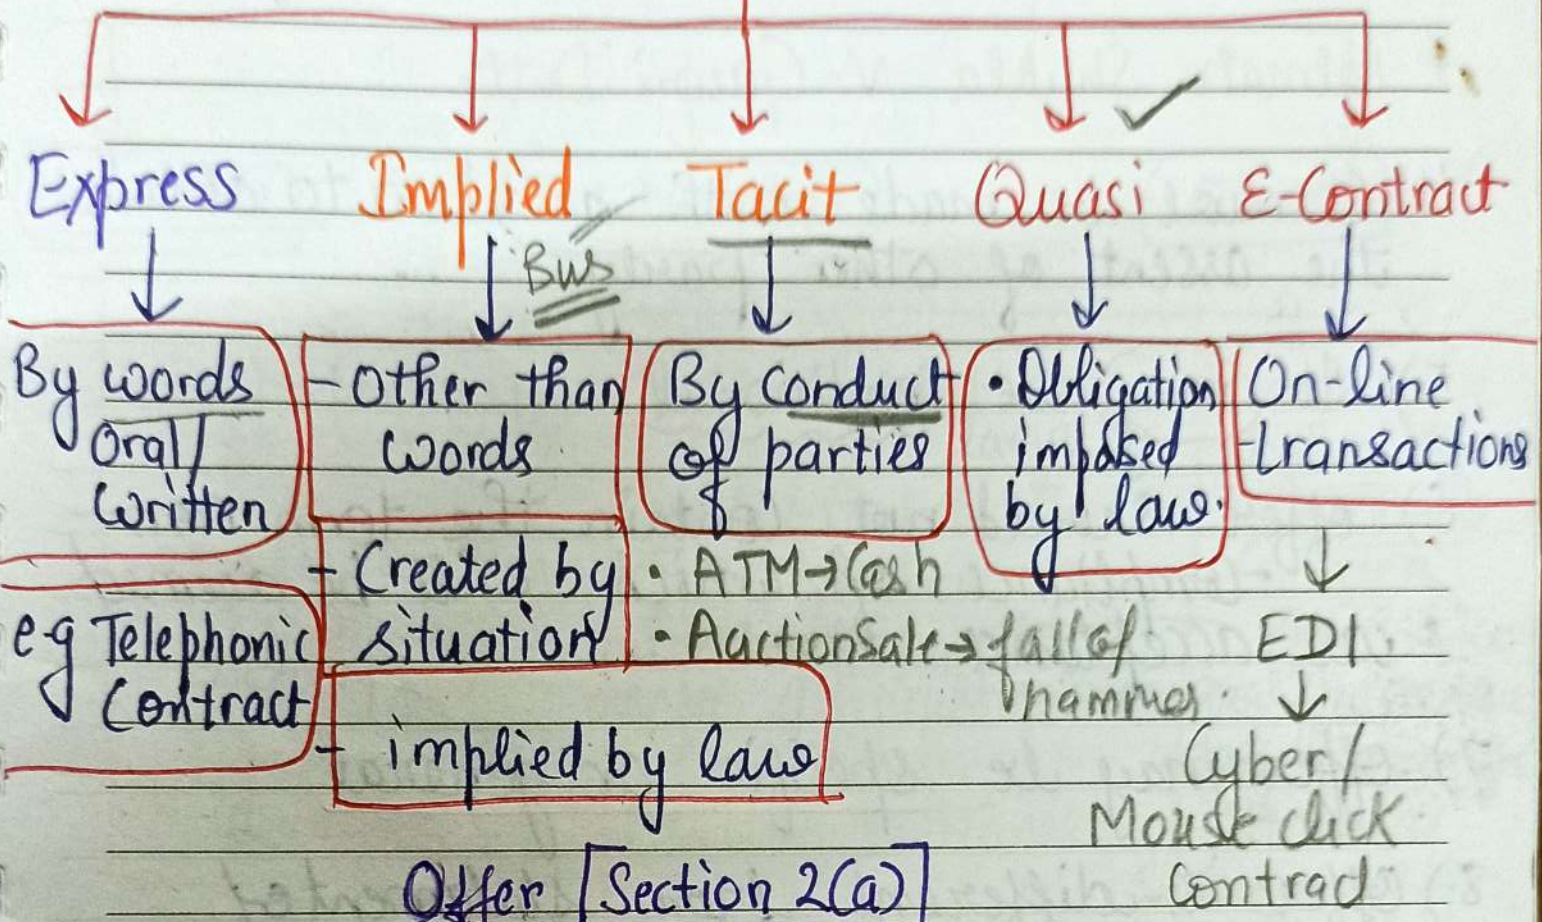 Express Implied Tacit Quasi E-Contract
Bus
By words
Oral/
Written
eg Telephonic
Contract
- Other than
words
- Created by
situation
- implied by law
By conduct
of parties
• ATM → Cash
• Auction Sale → fall of
hammer.
• Obligation
imposed
by law.
On-line
transactions
EDI
Cyber/
Mouse click
Contract
Offer [Section 2(a)]